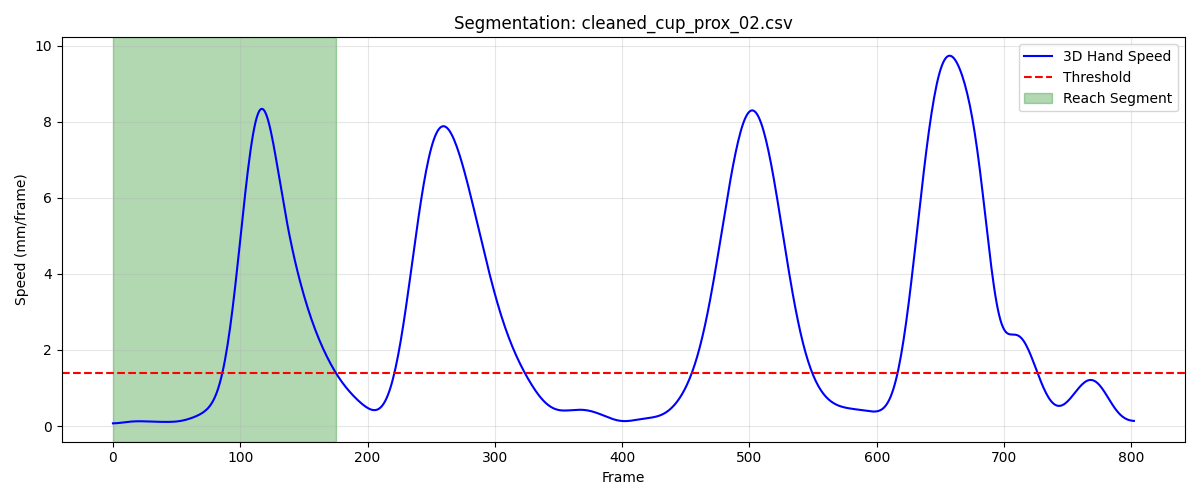 Segmentation: cleaned_cup_prox_02.csv
3D Hand Speed
Threshold
Reach Segment
Speed (mm/frame)
10
8
6
4
2
0
0 100 200 300 400 500 600 700 800
Frame